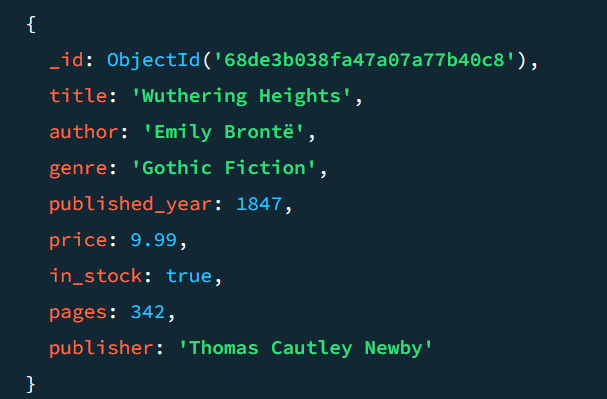 {
_id: ObjectId('68de3b038fa47a07a77b40c8'),
title: 'Wuthering Heights',
author: 'Emily Brontë',
genre: 'Gothic Fiction',
published_year: 1847,
price: 9.99,
in_stock: true,
pages: 342,
publisher: 'Thomas Cautley Newby'
}